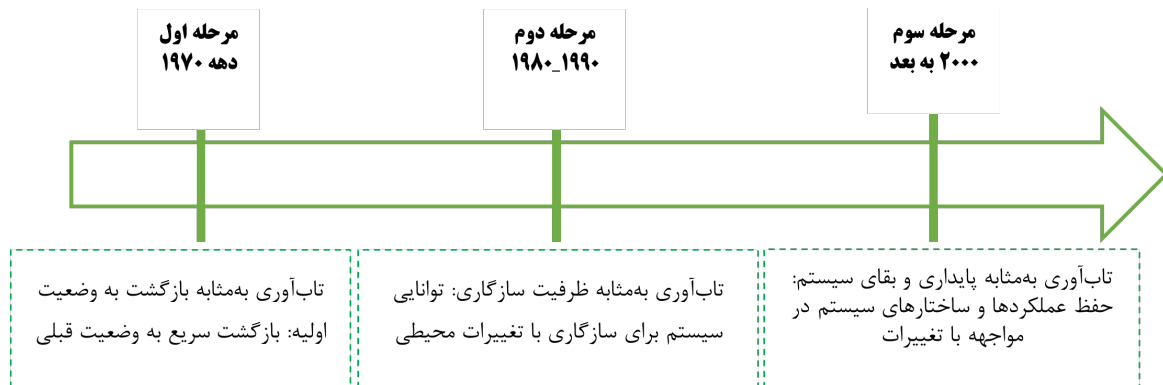 مرحله اول
دهه ۱۹۷۰
مرحله دوم
۱۹۸۰_۱۹۹۰
مرحله سوم
۲۰۰۰ به بعد
تاب‌آوری به‌مثابه بازگشت به وضعیت
اولیه: بازگشت سریع به وضعیت قبلی
تاب‌آوری به‌مثابه ظرفیت سازگاری: توانایی
سیستم برای سازگاری با تغییرات محیطی
تاب‌آوری به‌مثابه پایداری و بقای سیستم:
حفظ عملکردها و ساختارهای سیستم در
مواجهه با تغییرات